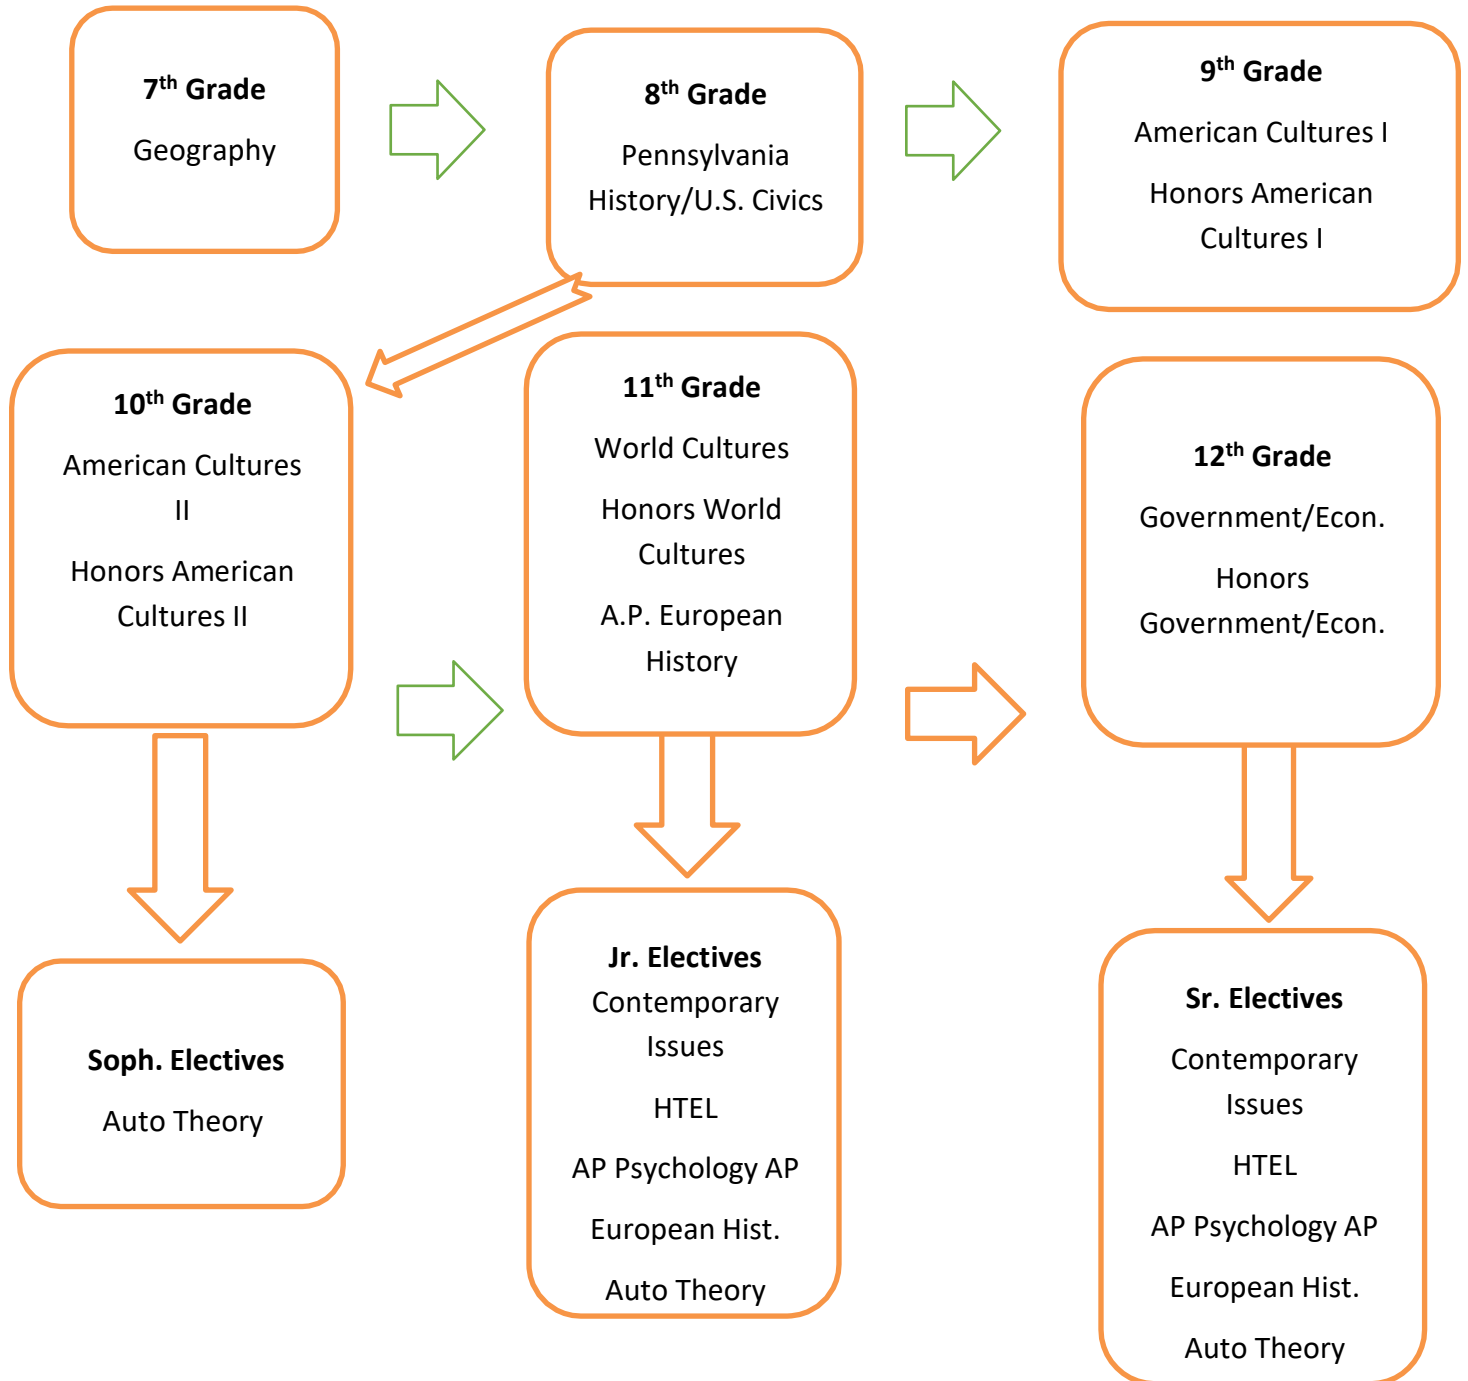 7th Grade
Geography
8th Grade
Pennsylvania
History/U.S. Civics
9th Grade
American Cultures I
Honors American
Cultures I
10th Grade
American Cultures
II
Honors American
Cultures II
11th Grade
World Cultures
Honors World
Cultures
A.P. European
History
12th Grade
Government/Econ.
Honors
Government/Econ.
Soph. Electives
Auto Theory
Jr. Electives
Contemporary
Issues
HTEL
AP Psychology AP
European Hist.
Auto Theory
Sr. Electives
Contemporary
Issues
HTEL
AP Psychology AP
European Hist.
Auto Theory